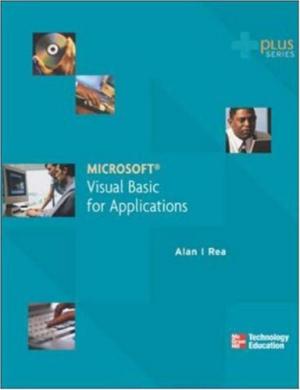 plus
SERIES
MICROSOFT®
Visual Basic
for Applications
Alan I Rea
Mc
Graw
Hill
Technology
Education